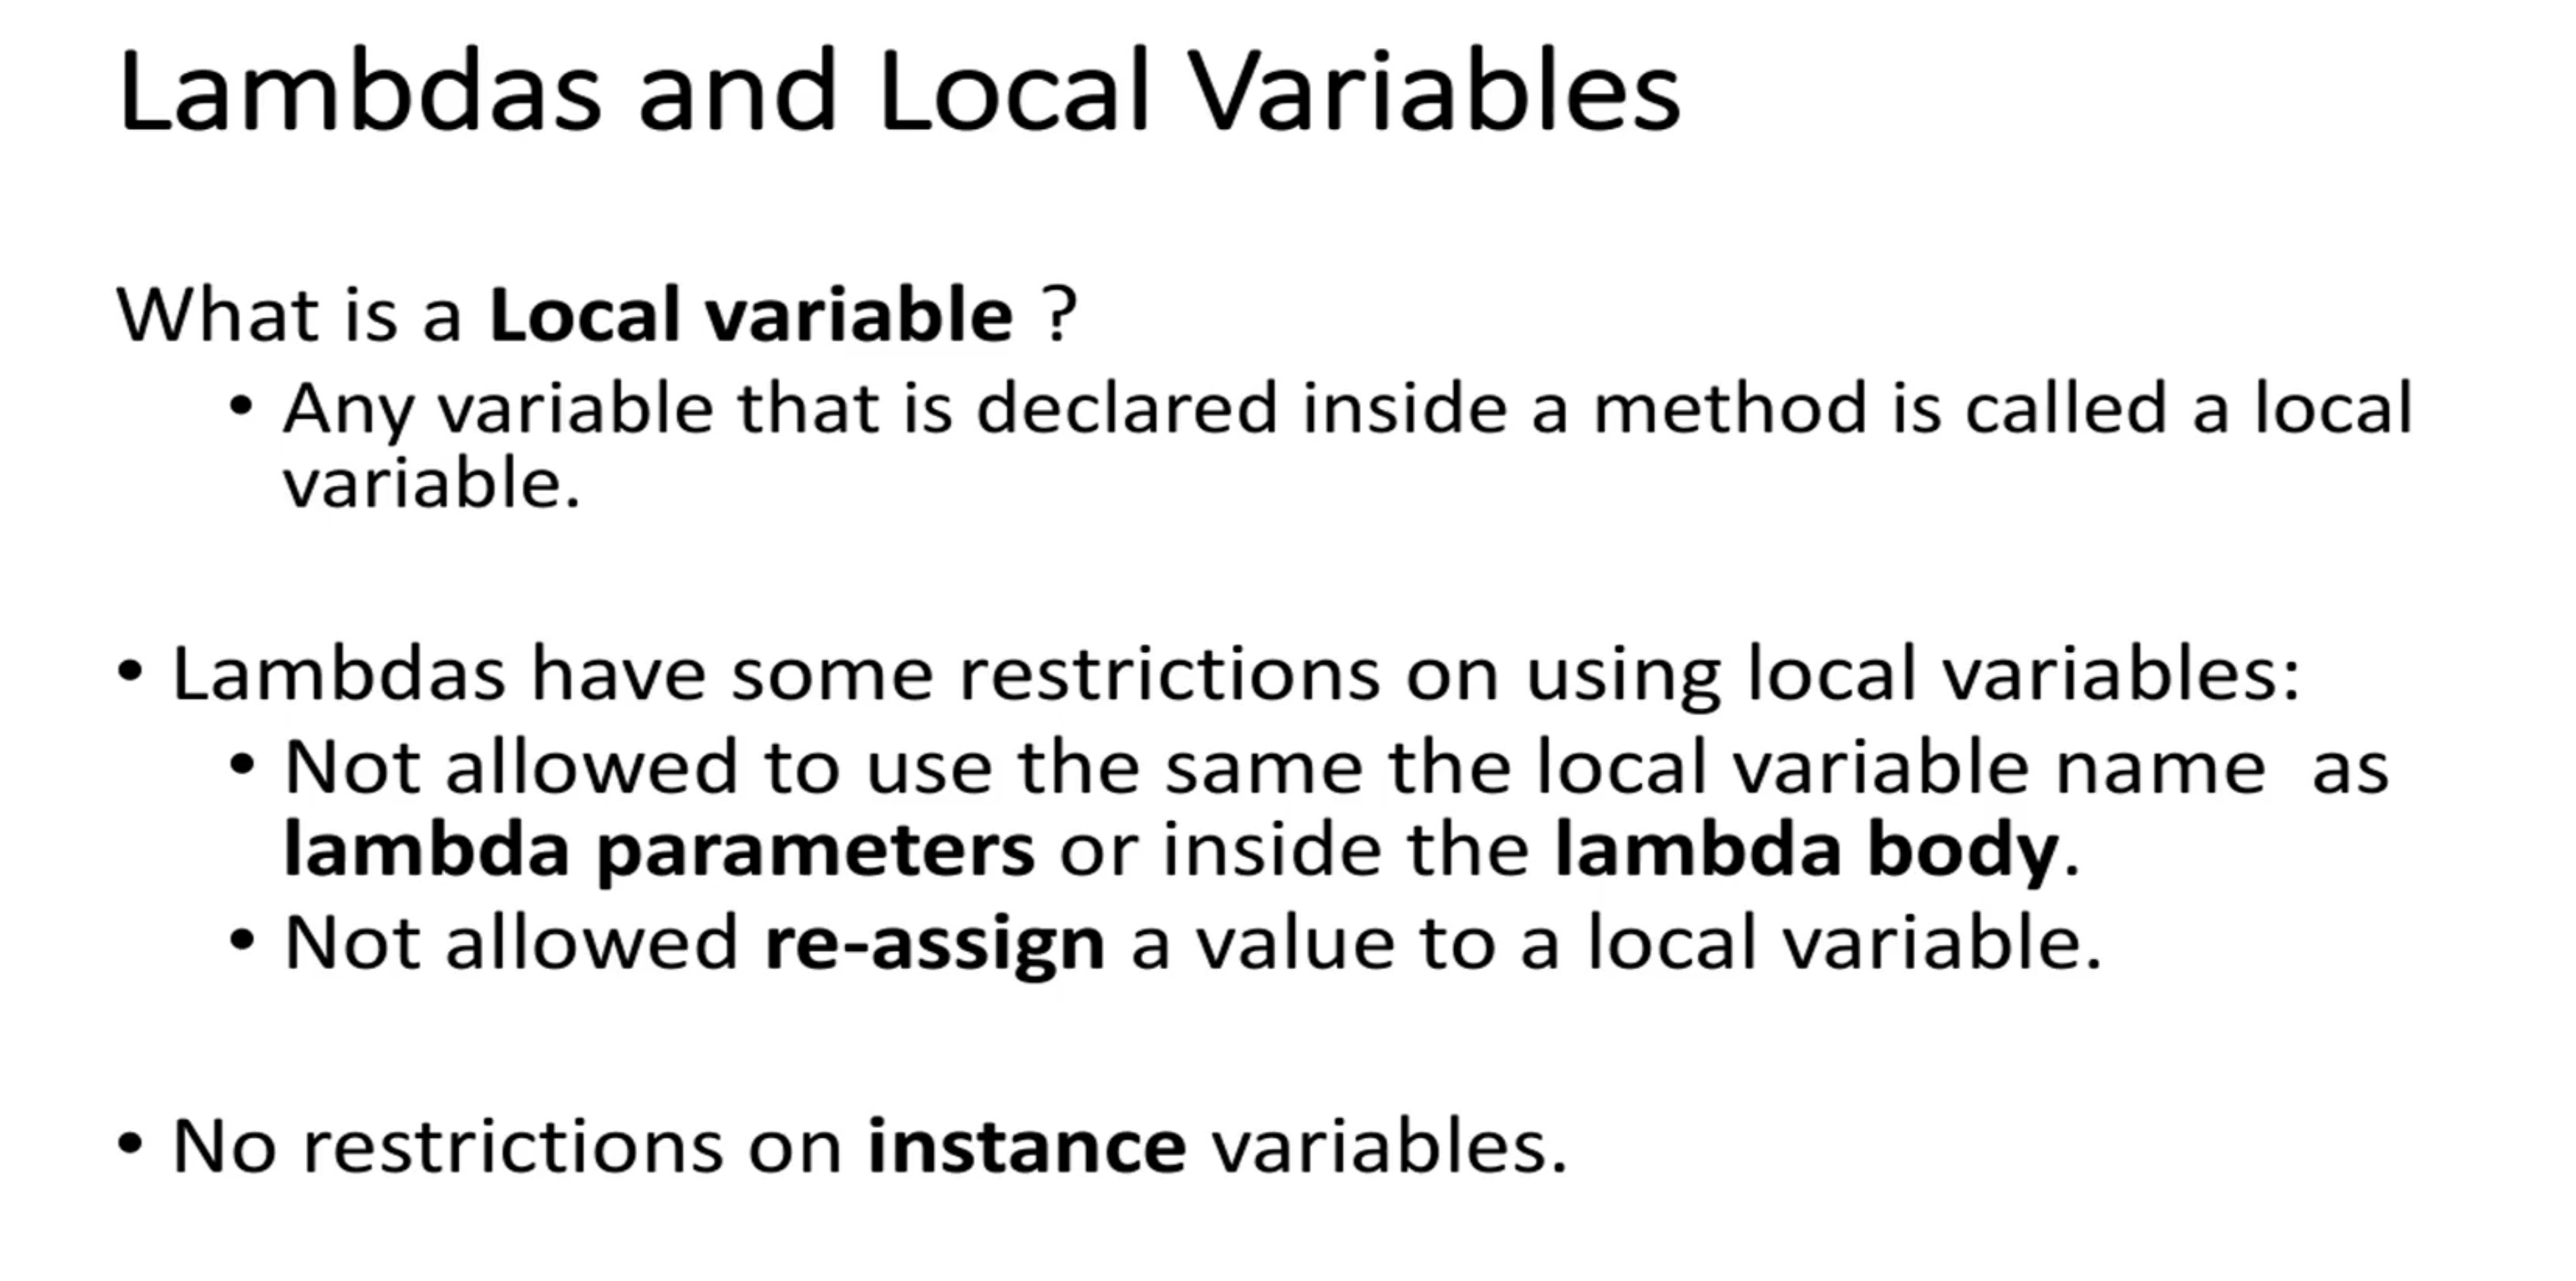 Lambdas and Local Variables
What is a Local variable ?
• Any variable that is declared inside a method is called a local
variable.
• Lambdas have some restrictions on using local variables:
• Not allowed to use the same the local variable name  as
lambda parameters or inside the lambda body.
• Not allowed re-assign a value to a local variable.
• No restrictions on instance variables.